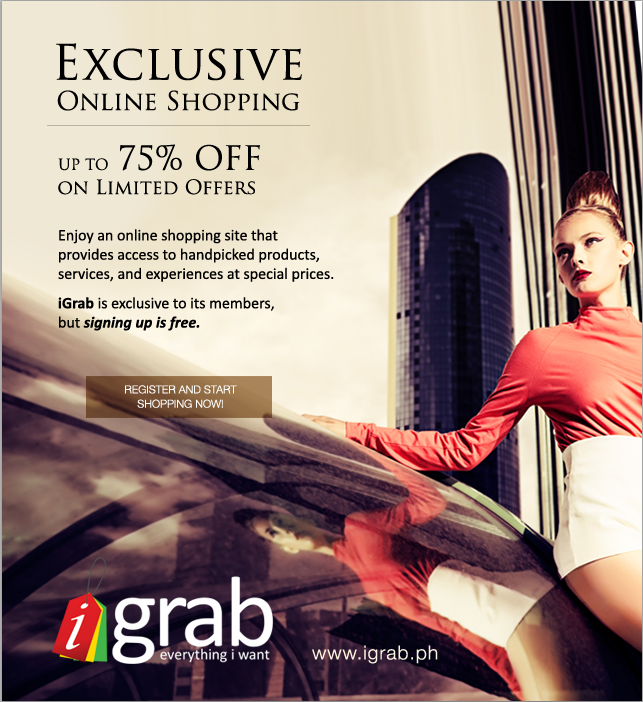 EXCLUSIVE
ONLINE SHOPPING
UP TO 75% OFF
ON LIMITED OFFERS
Enjoy an online shopping site that
provides access to handpicked products,
services, and experiences at special prices.
iGrab is exclusive to its members,
but signing up is free.
REGISTER AND START
SHOPPING NOW!
i grab
everything i want
www.igrab.ph